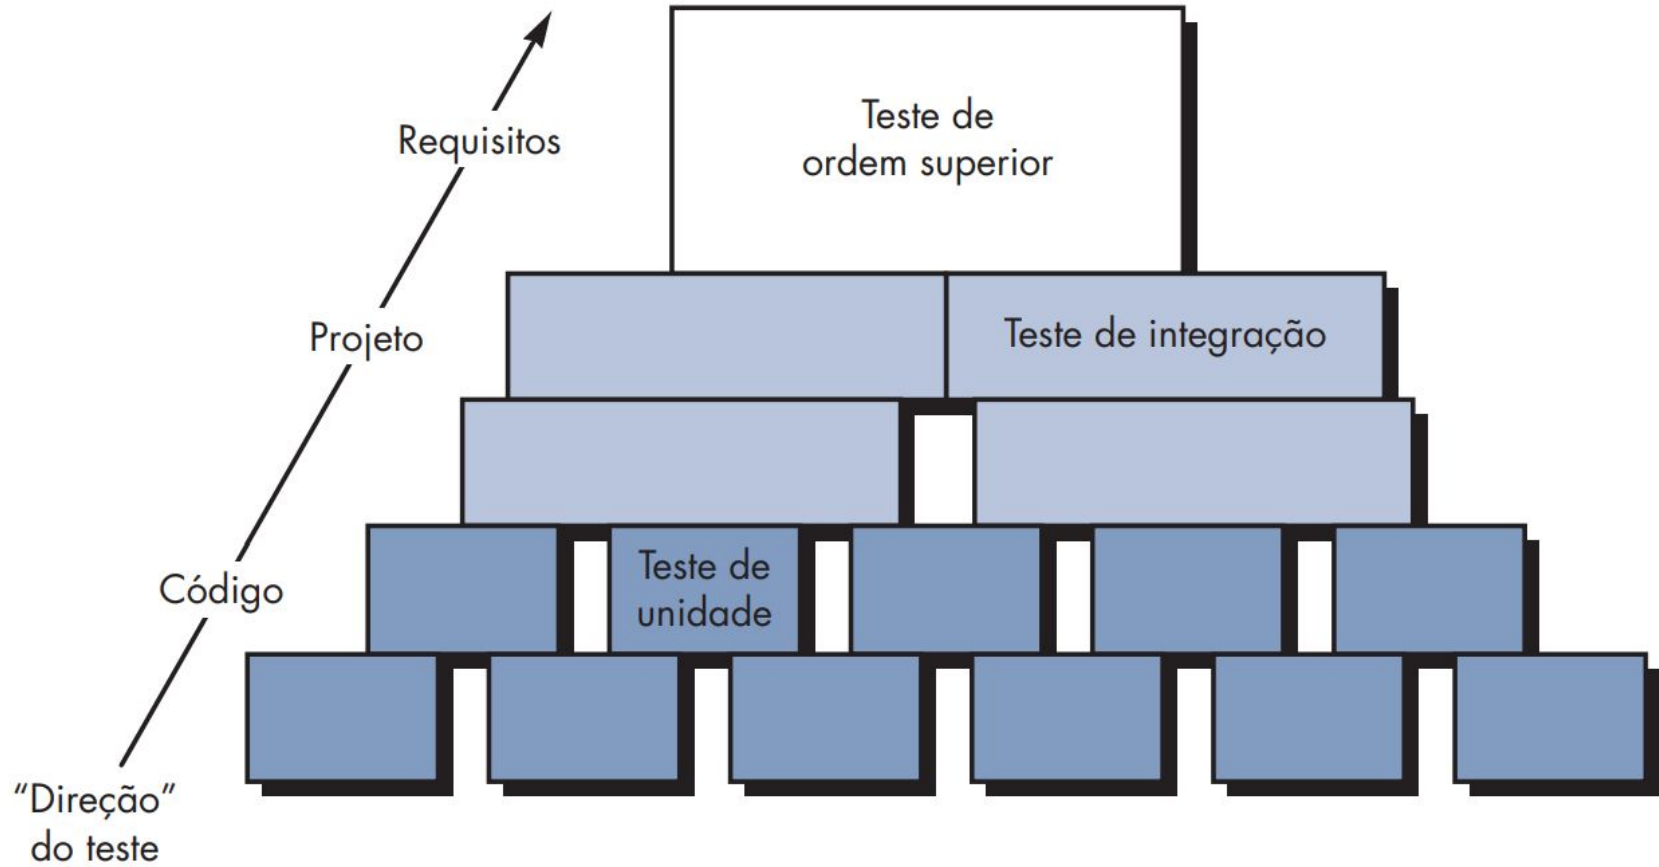 Teste de
ordem superior
Requisitos
Projeto
Teste de integração
Teste de
unidade
Código
“Direção”
do teste